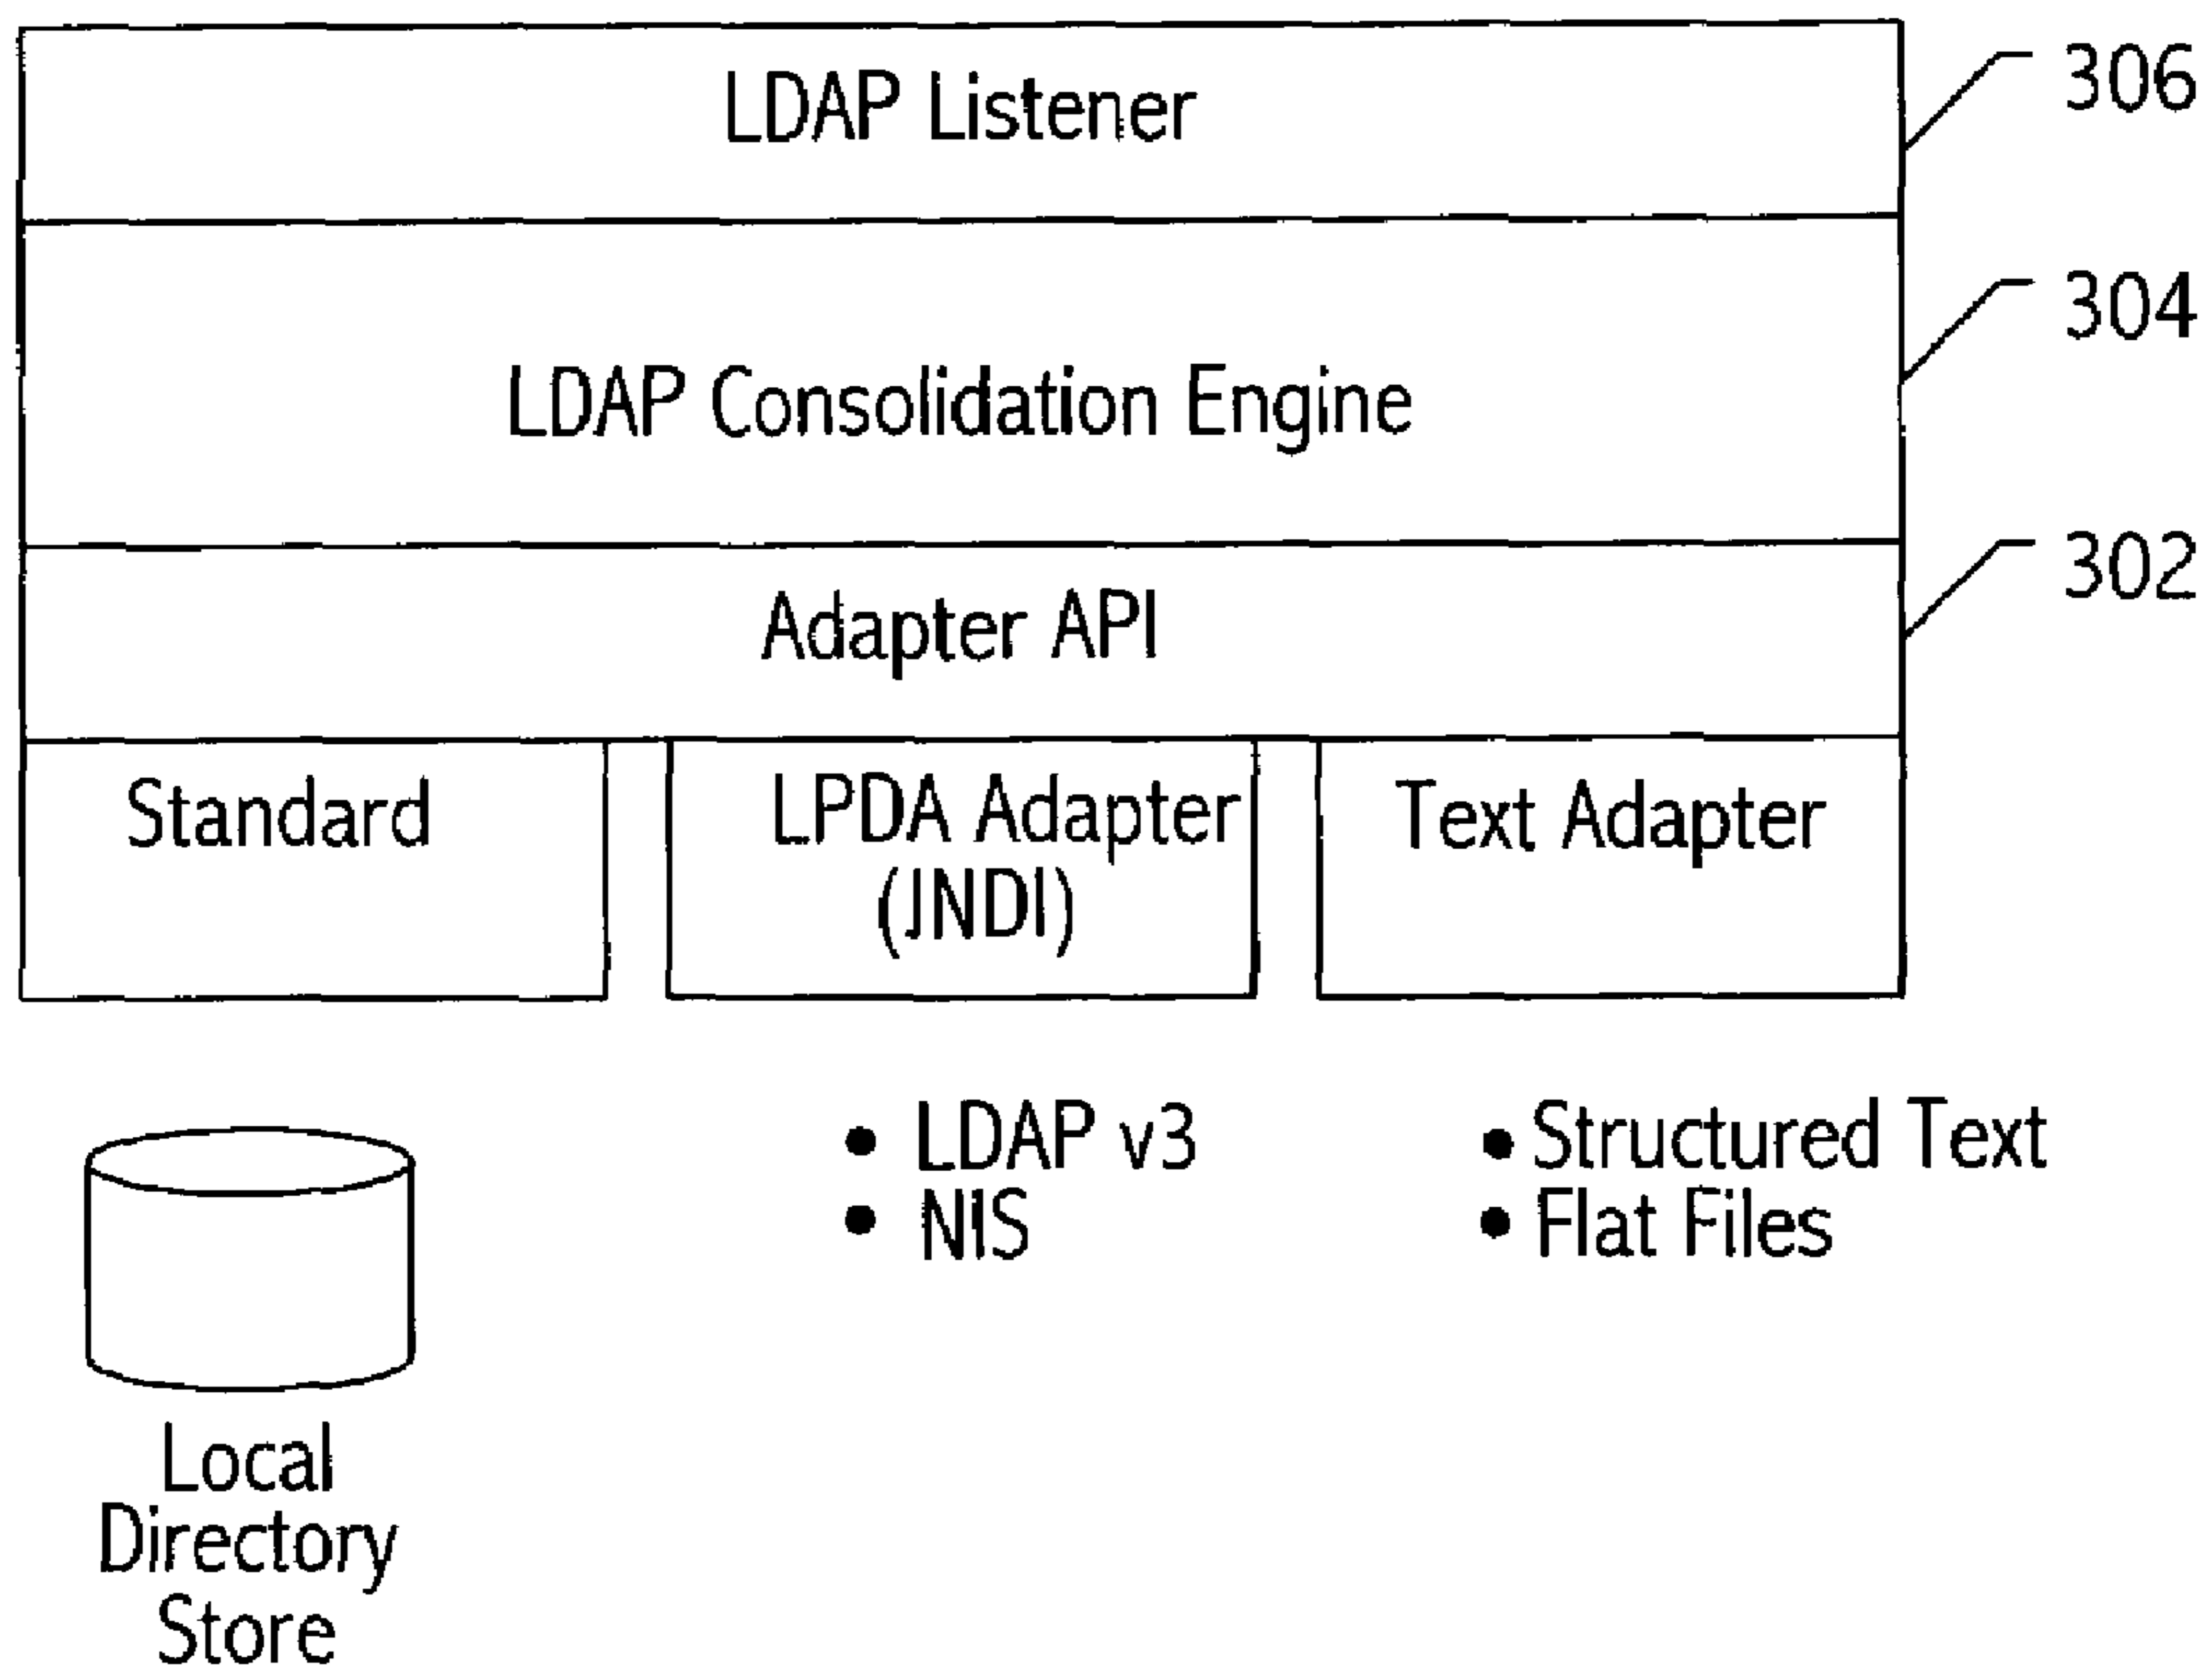 LDAP Listener
306
LDAP Consolidation Engine
304
Adapter API
302
Standard
LPDA Adapter
(JNDI)
Text Adapter
• LDAP v3
• NIS
• Structured Text
• Flat Files
Local
Directory
Store